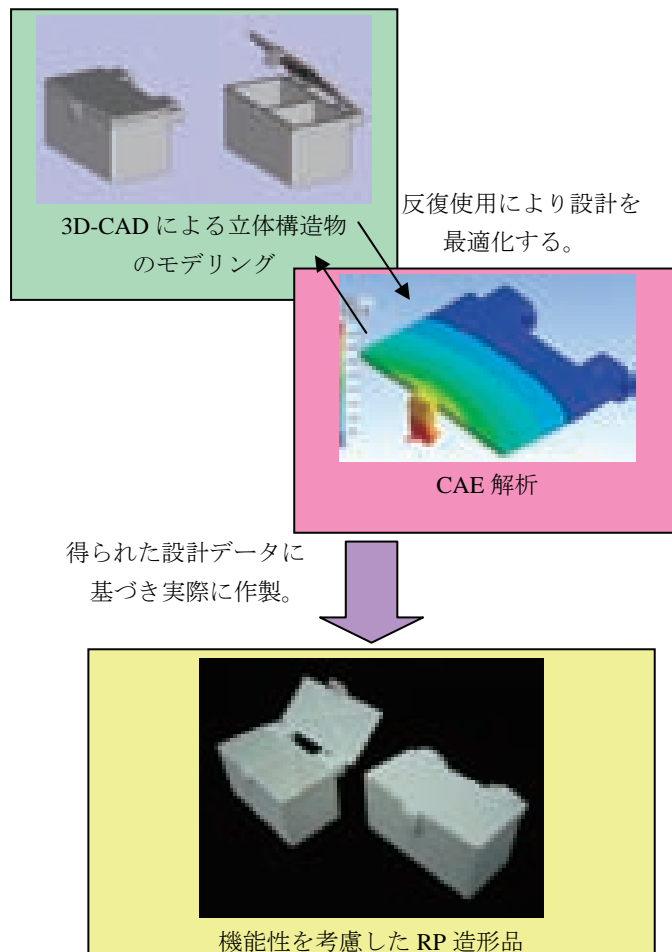 3D-CAD による立体構造物
のモデリング
反復使用により設計を
最適化する。
CAE 解析
得られた設計データに
基づき実際に作製。
機能性を考慮した RP 造形品